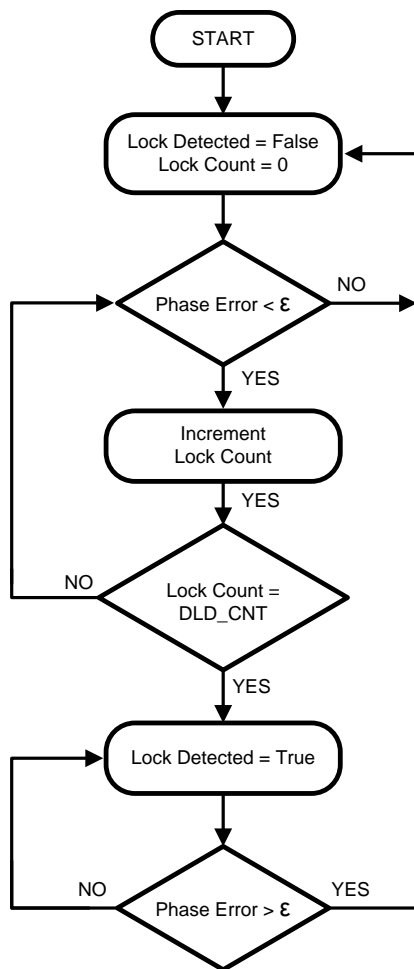 START
Lock Detected = False
Lock Count = 0
Phase Error < ε
NO
YES
Increment
Lock Count
YES
NO
Lock Count =
DLD_CNT
YES
Lock Detected = True
NO
Phase Error > ε
YES